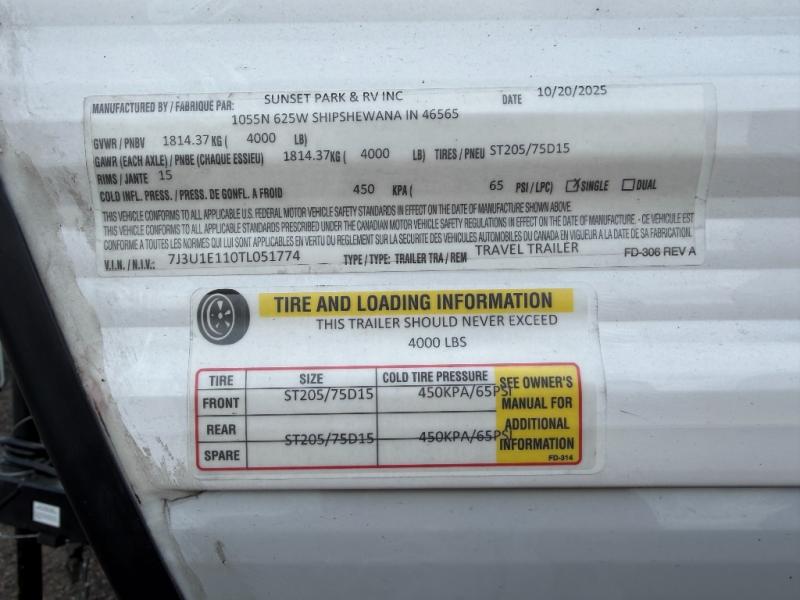 MANUFACTURED BY / FABRIQUE PAR: SUNSET PARK & RV INC DATE 10/20/2025
1055N 625W SHIPSHEWANA IN 46565
GVWR / PNBV 1814.37 KG ( 4000 LB)
GAWR (EACH AXLE) / PNBE (CHAQUE ESSIEU) 1814.37 KG ( 4000 LB) TIRES / PNEU ST205/75D15
RIMS / JANTE 15
COLD INFL. PRESS. / PRESS. DE GONFL. A FROID 450 KPA ( 65 PSI / LPC) ☑ SINGLE ☐ DUAL
THIS VEHICLE CONFORMS TO ALL APPLICABLE U.S. FEDERAL MOTOR VEHICLE SAFETY STANDARDS IN EFFECT ON THE DATE OF MANUFACTURE SHOWN ABOVE.
THIS VEHICLE CONFORMS TO ALL APPLICABLE STANDARDS PRESCRIBED UNDER THE CANADIAN MOTOR VEHICLE SAFETY REGULATIONS IN EFFECT ON THE DATE OF MANUFACTURE - CE VEHICULE EST
CONFORME A TOUTES LES NORMES QUI LUI SONT APPLICABLES EN VERTU DU REGLEMENT SUR LA SECURITE DES VEHICULES AUTOMOBILES DU CANADA EN VIGUEUR A LA DATE DE SA FABRICATION.
V.I.N. / N.I.V.: 7J3U1E110TL051774 TYPE / TYPE: TRAILER TRA / REM TRAVEL TRAILER FD-306 REV A
TIRE AND LOADING INFORMATION
THIS TRAILER SHOULD NEVER EXCEED
4000 LBS
TIRE SIZE COLD TIRE PRESSURE SEE OWNER'S
FRONT ST205/75D15 450KPA/65PSI MANUAL FOR
REAR ADDITIONAL
ST205/75D15 450KPA/65PSI INFORMATION
SPARE FD-314